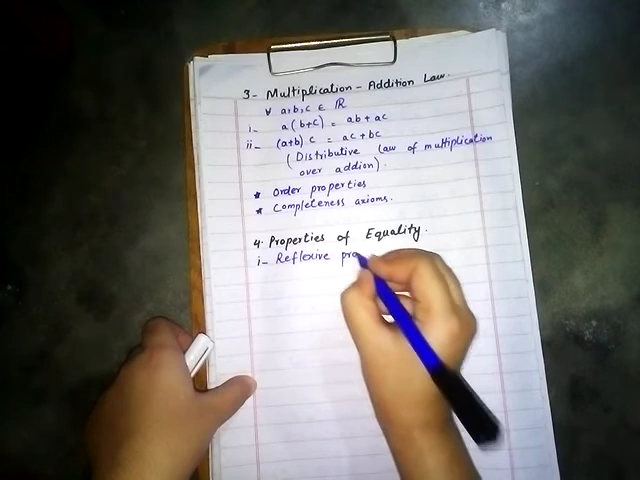 3- Multiplication - Addition Law.
∀ a,b,c ∈ ℝ
i- a(b+c) = ab + ac
ii- (a+b) c = ac + bc
(Distributive law of multiplication
over addion).
* Order properties
* Completeness axioms.
4. Properties of Equality.
i- Reflexive pro